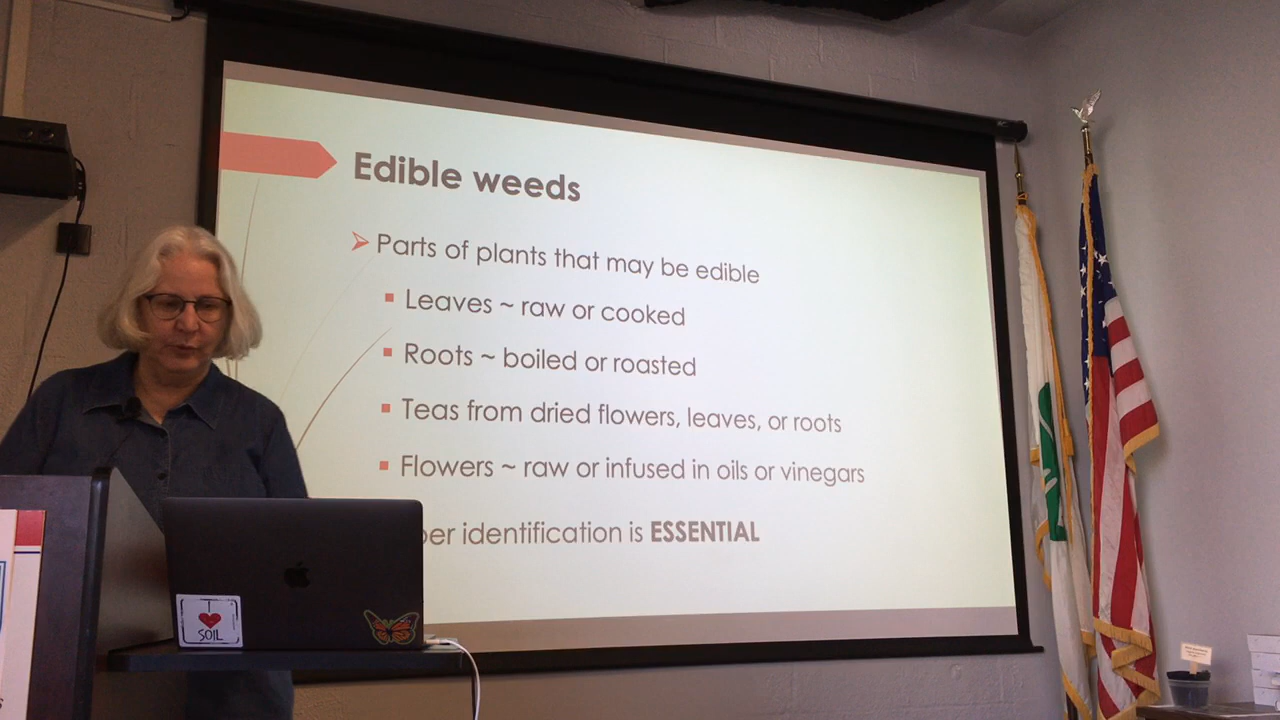 Edible weeds
Parts of plants that may be edible
Leaves ~ raw or cooked
Roots ~ boiled or roasted
Teas from dried flowers, leaves, or roots
Flowers ~ raw or infused in oils or vinegars
identification is ESSENTIAL
I
SOIL